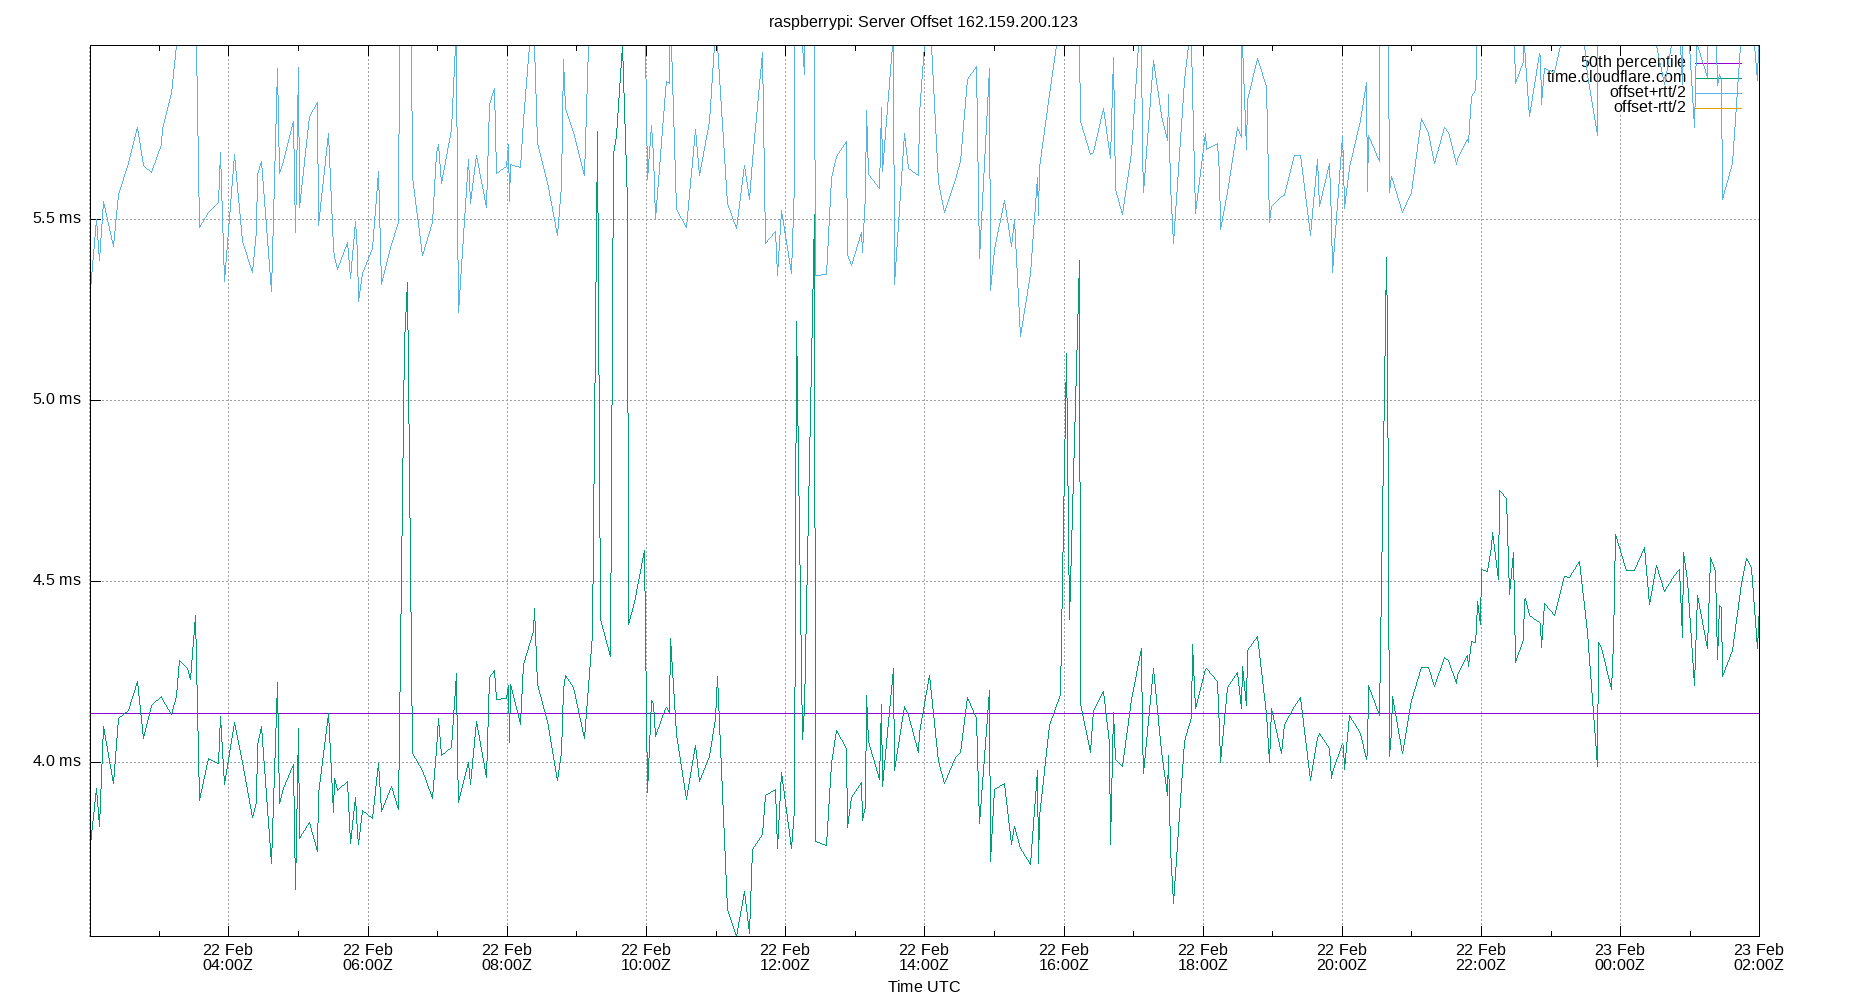 raspberrypi: Server Offset 162.159.200.123
50th percentile
time.cloudflare.com
offset+rtt/2
offset-rtt/2
5.5 ms
5.0 ms
4.5 ms
4.0 ms
22 Feb 22 Feb 22 Feb 22 Feb 22 Feb 22 Feb 22 Feb 22 Feb 22 Feb 22 Feb 23 Feb 23 Feb
04:00Z 06:00Z 08:00Z 10:00Z 12:00Z 14:00Z 16:00Z 18:00Z 20:00Z 22:00Z 00:00Z 02:00Z
Time UTC